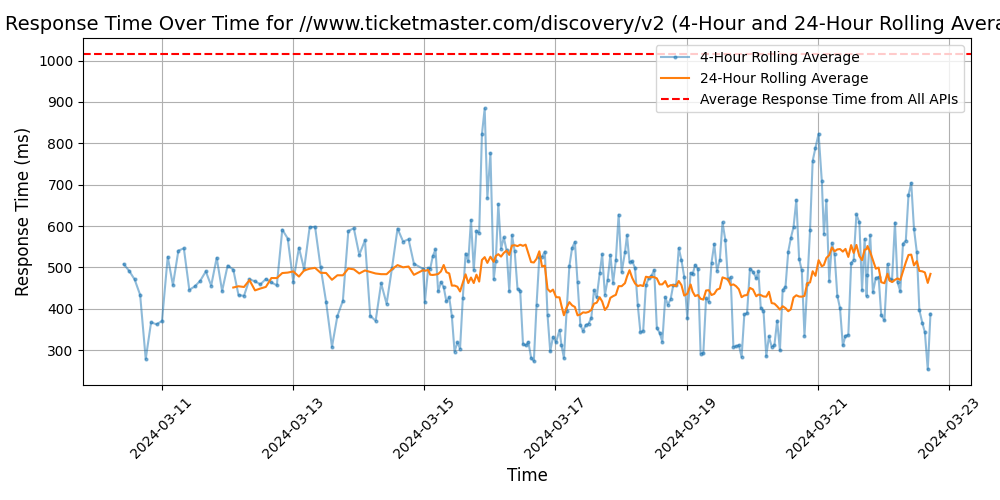 Response Time Over Time for //www.ticketmaster.com/discovery/v2 (4-Hour and 24-Hour Rolling Avera
4-Hour Rolling Average
24-Hour Rolling Average
Average Response Time from All APIs
Response Time (ms)
1000
900
800
700
600
500
400
300
2024-03-11
2024-03-13
2024-03-15
2024-03-17
2024-03-19
2024-03-21
2024-03-23
Time